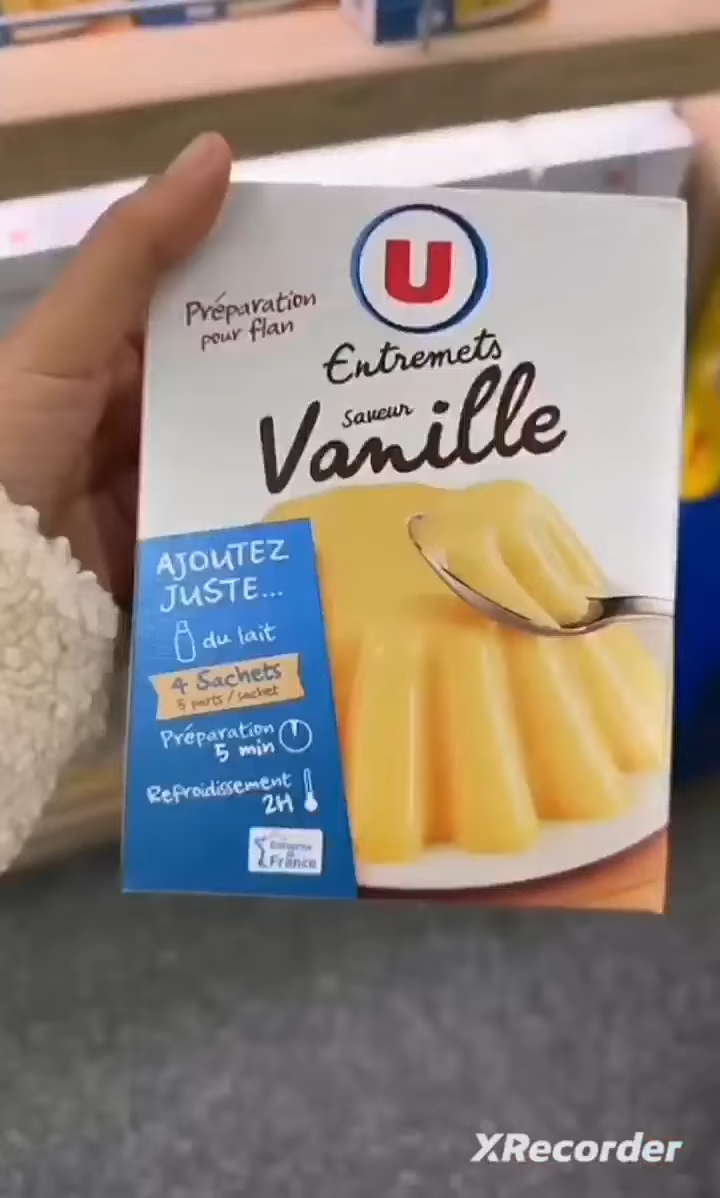 U
Préparation
pour flan
Entremets
saveur
Vanille
AJOUTEZ
JUSTE...
du lait
4 Sachets
5 parts / sachet
Préparation
5 min
Refroidissement
2H
France
XRecorder